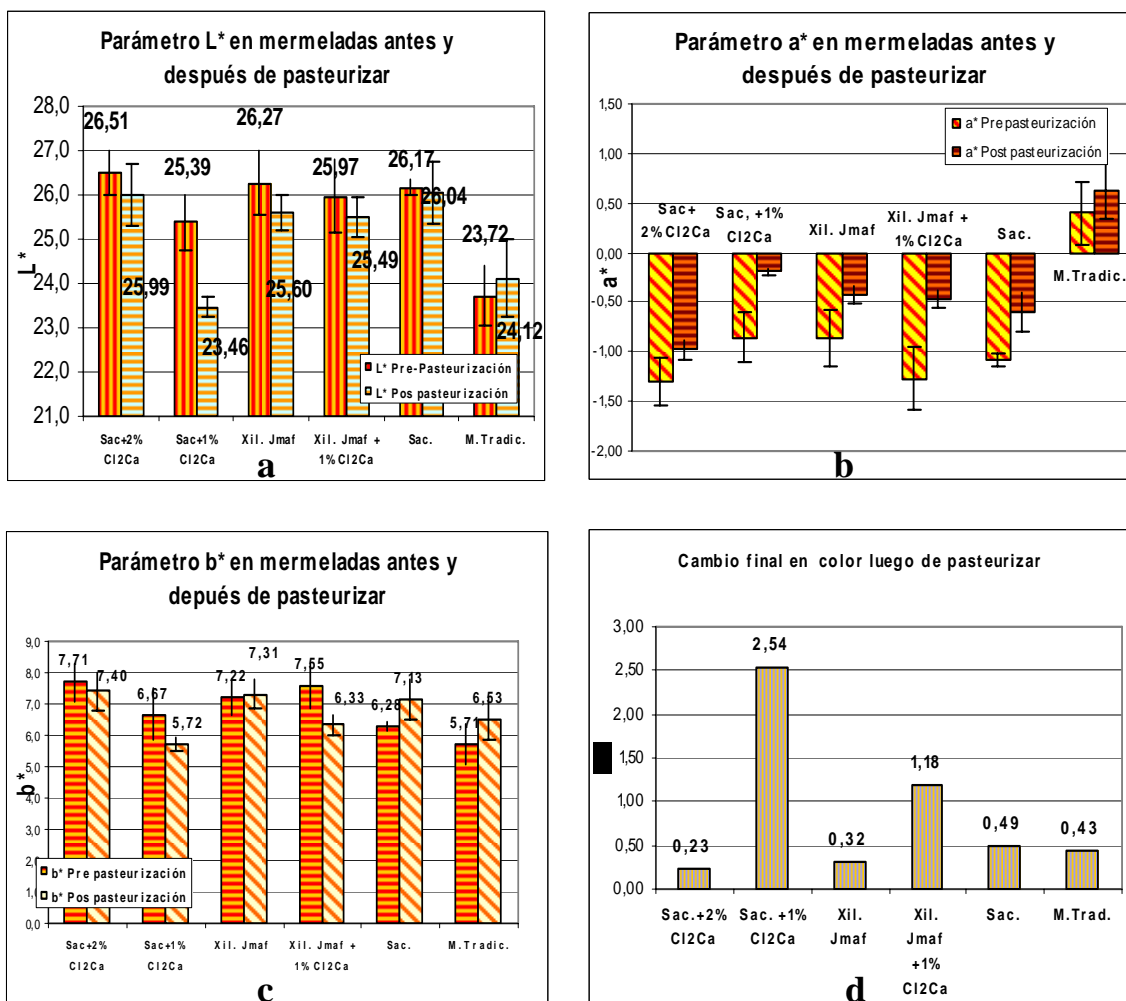 Parámetro L* en mermeladas antes y
después de pasteurizar
28,0
27,0
26,0
25,0
24,0
23,0
22,0
21,0
L*
26,51
25,99
25,39
23,46
26,27
25,60
25,97
25,49
26,17
26,04
23,72
24,12
L* Pre-Pasteurización
L* Pos pasteurización
Sac+2%
Cl2Ca
Sac+1%
Cl2Ca
Xil. Jmaf
Xil. Jmaf +
1% Cl2Ca
Sac.
M.Tradic.
a
Parámetro a* en mermeladas antes y
después de pasteurizar
1,50
1,00
0,50
0,00
-0,50
-1,00
-1,50
-2,00
a*
a* Prepasteurización
a* Post pasteurización
Sac+
2% Cl2Ca
Sac, +1%
Cl2Ca
Xil. Jmaf
Xil. Jmaf +
1% Cl2Ca
Sac.
M.Tradic.
b
Parámetro b* en mermeladas antes y
depués de pasteurizar
9,0
8,0
7,0
6,0
5,0
4,0
3,0
2,0
1,0
0,0
b*
7,71
7,40
6,67
5,72
7,22
7,31
7,55
6,33
6,28
7,13
5,71
6,53
b* Pre pasteurización
b* Pos pasteurización
Sac+2%
Cl2Ca
Sac+1%
Cl2Ca
Xil. Jmaf
Xil. Jmaf +
1% Cl2Ca
Sac.
M.Tradic.
c
Cambio final en color luego de pasteurizar
3,00
2,50
2,00
1,50
1,00
0,50
0,00
0,23
2,54
0,32
1,18
0,49
0,43
Sac.+2%
Cl2Ca
Sac. +1%
Cl2Ca
Xil.
Jmaf
Xil.
Jmaf
+1%
Cl2Ca
Sac.
M.Trad.
d